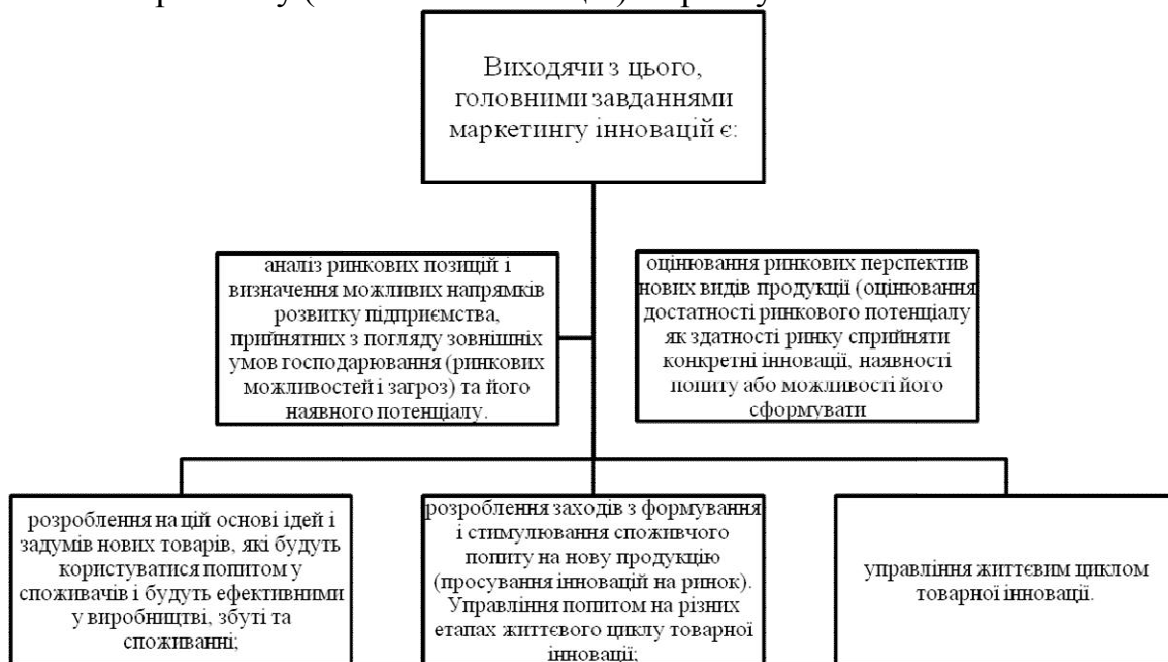 Виходячи з цього,
головними завданнями
маркетингу інновацій є:
аналіз ринкових позицій і
визначення можливих напрямків
розвитку підприємства,
прийнятних з погляду зовнішніх
умов господарювання (ринкових
можливостей і загроз) та його
наявного потенціалу.
оцінювання ринкових перспектив
нових видів продукції (оцінювання
достатності ринкового потенціалу
як здатності ринку сприйняти
конкретні інновації, наявності
попиту або можливості його
сформувати
розроблення на цій основі ідей і
задумів нових товарів, які будуть
користуватися попитом у
споживачів і будуть ефективними
у виробництві, збуті та
споживанні;
розроблення заходів з формування
і стимулювання споживчого
попиту на нову продукцію
(просування інновацій на ринок).
Управління попитом на різних
етапах життєвого циклу товарної
інновації;
управління життєвим циклом
товарної інновації.